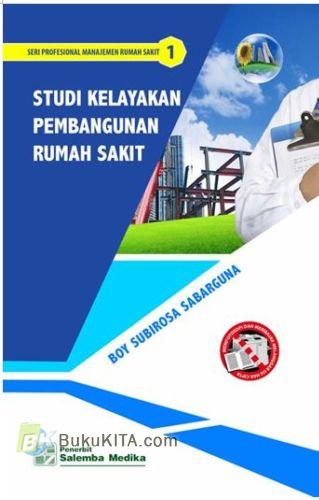 SERI PROFESIONAL MANAJEMEN RUMAH SAKIT 1
STUDI KELAYAKAN
PEMBANGUNAN
RUMAH SAKIT
BOY SUBIROSA SABARGUNA
BukuKITA.com
Penerbit
Salemba Medika